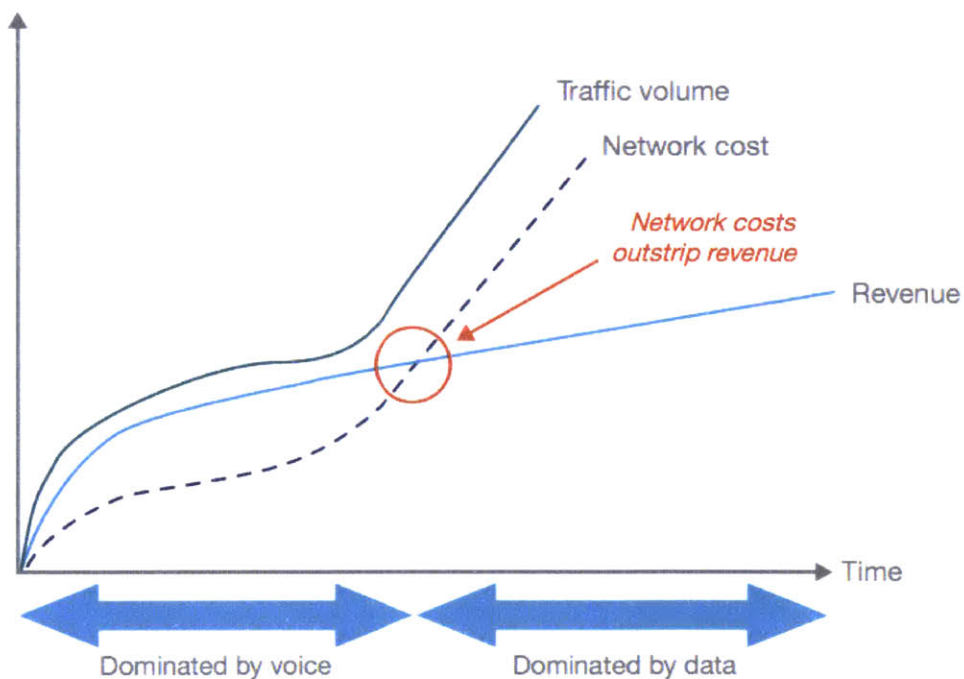 Traffic volume
Network cost
Network costs
outstrip revenue
Revenue
Time
Dominated by voice
Dominated by data